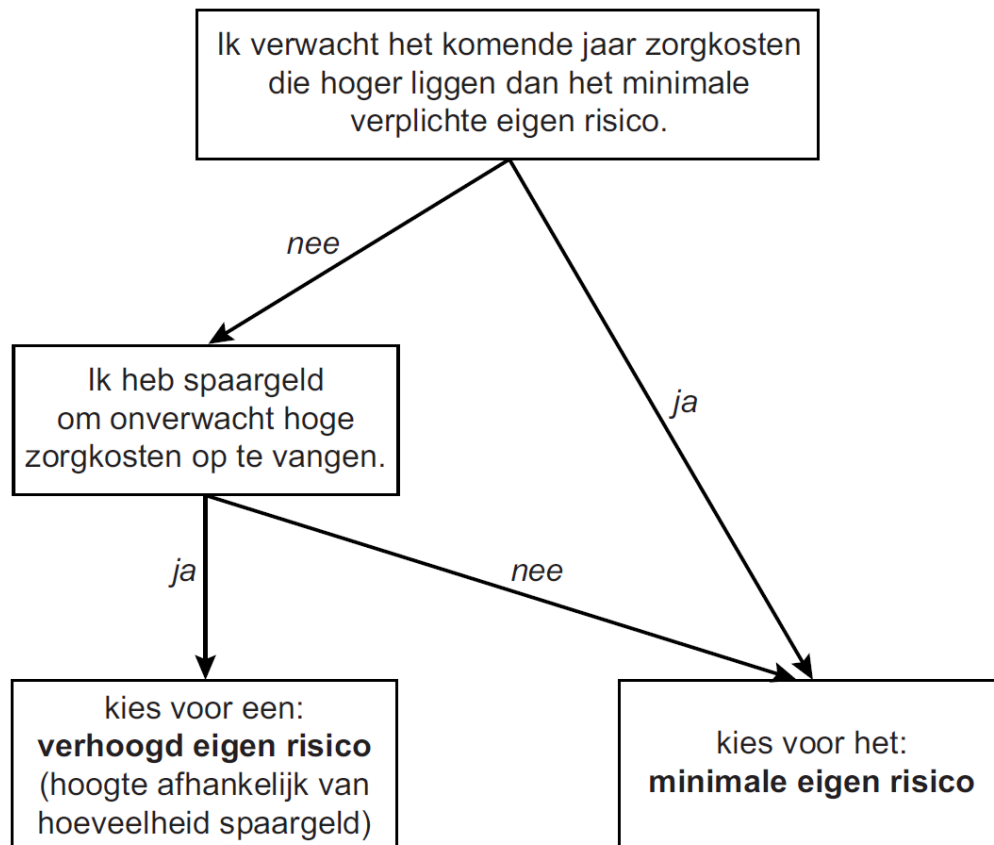 Ik verwacht het komende jaar zorgkosten
die hoger liggen dan het minimale
verplichte eigen risico.
nee
ja
Ik heb spaargeld
om onverwacht hoge
zorgkosten op te vangen.
ja
nee
kies voor een:
verhoogd eigen risico
(hoogte afhankelijk van
hoeveelheid spaargeld)
kies voor het:
minimale eigen risico